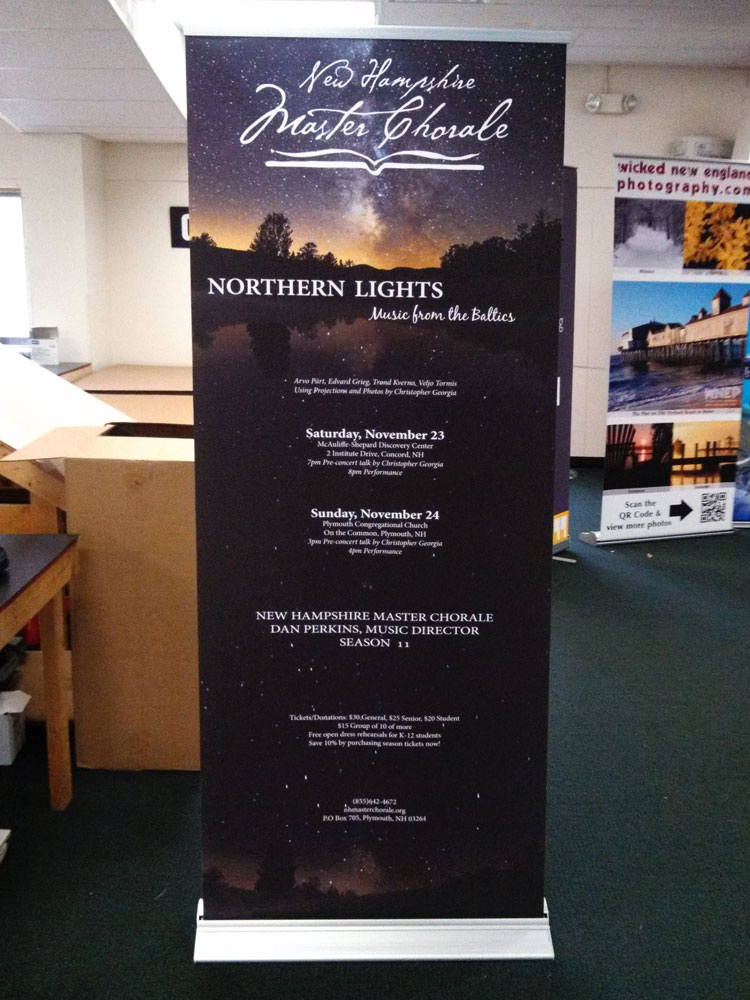 New Hampshire
Master Chorale
NORTHERN LIGHTS
Music from the Baltics
Arvo Pärt, Edvard Grieg, Trond Kverno, Veljo Tormis
Using Projections and Photos by Christopher Georgia
Saturday, November 23
McAuliffe-Shepard Discovery Center
2 Institute Drive, Concord, NH
7pm Pre-concert talk by Christopher Georgia
8pm Performance
Sunday, November 24
Plymouth Congregational Church
On the Common, Plymouth, NH
3pm Pre-concert talk by Christopher Georgia
4pm Performance
NEW HAMPSHIRE MASTER CHORALE
DAN PERKINS, MUSIC DIRECTOR
SEASON 11
Tickets/Donations: $30 General, $25 Senior, $20 Student
$15 Group of 10 of more
Free open dress rehearsals for K-12 students
Save 10% by purchasing season tickets now!
(855)642-4672
nhmasterchorale.org
P.O Box 705, Plymouth, NH 03264
wicked new england
photography.com
Winter
Scan the
QR Code &
view more photos